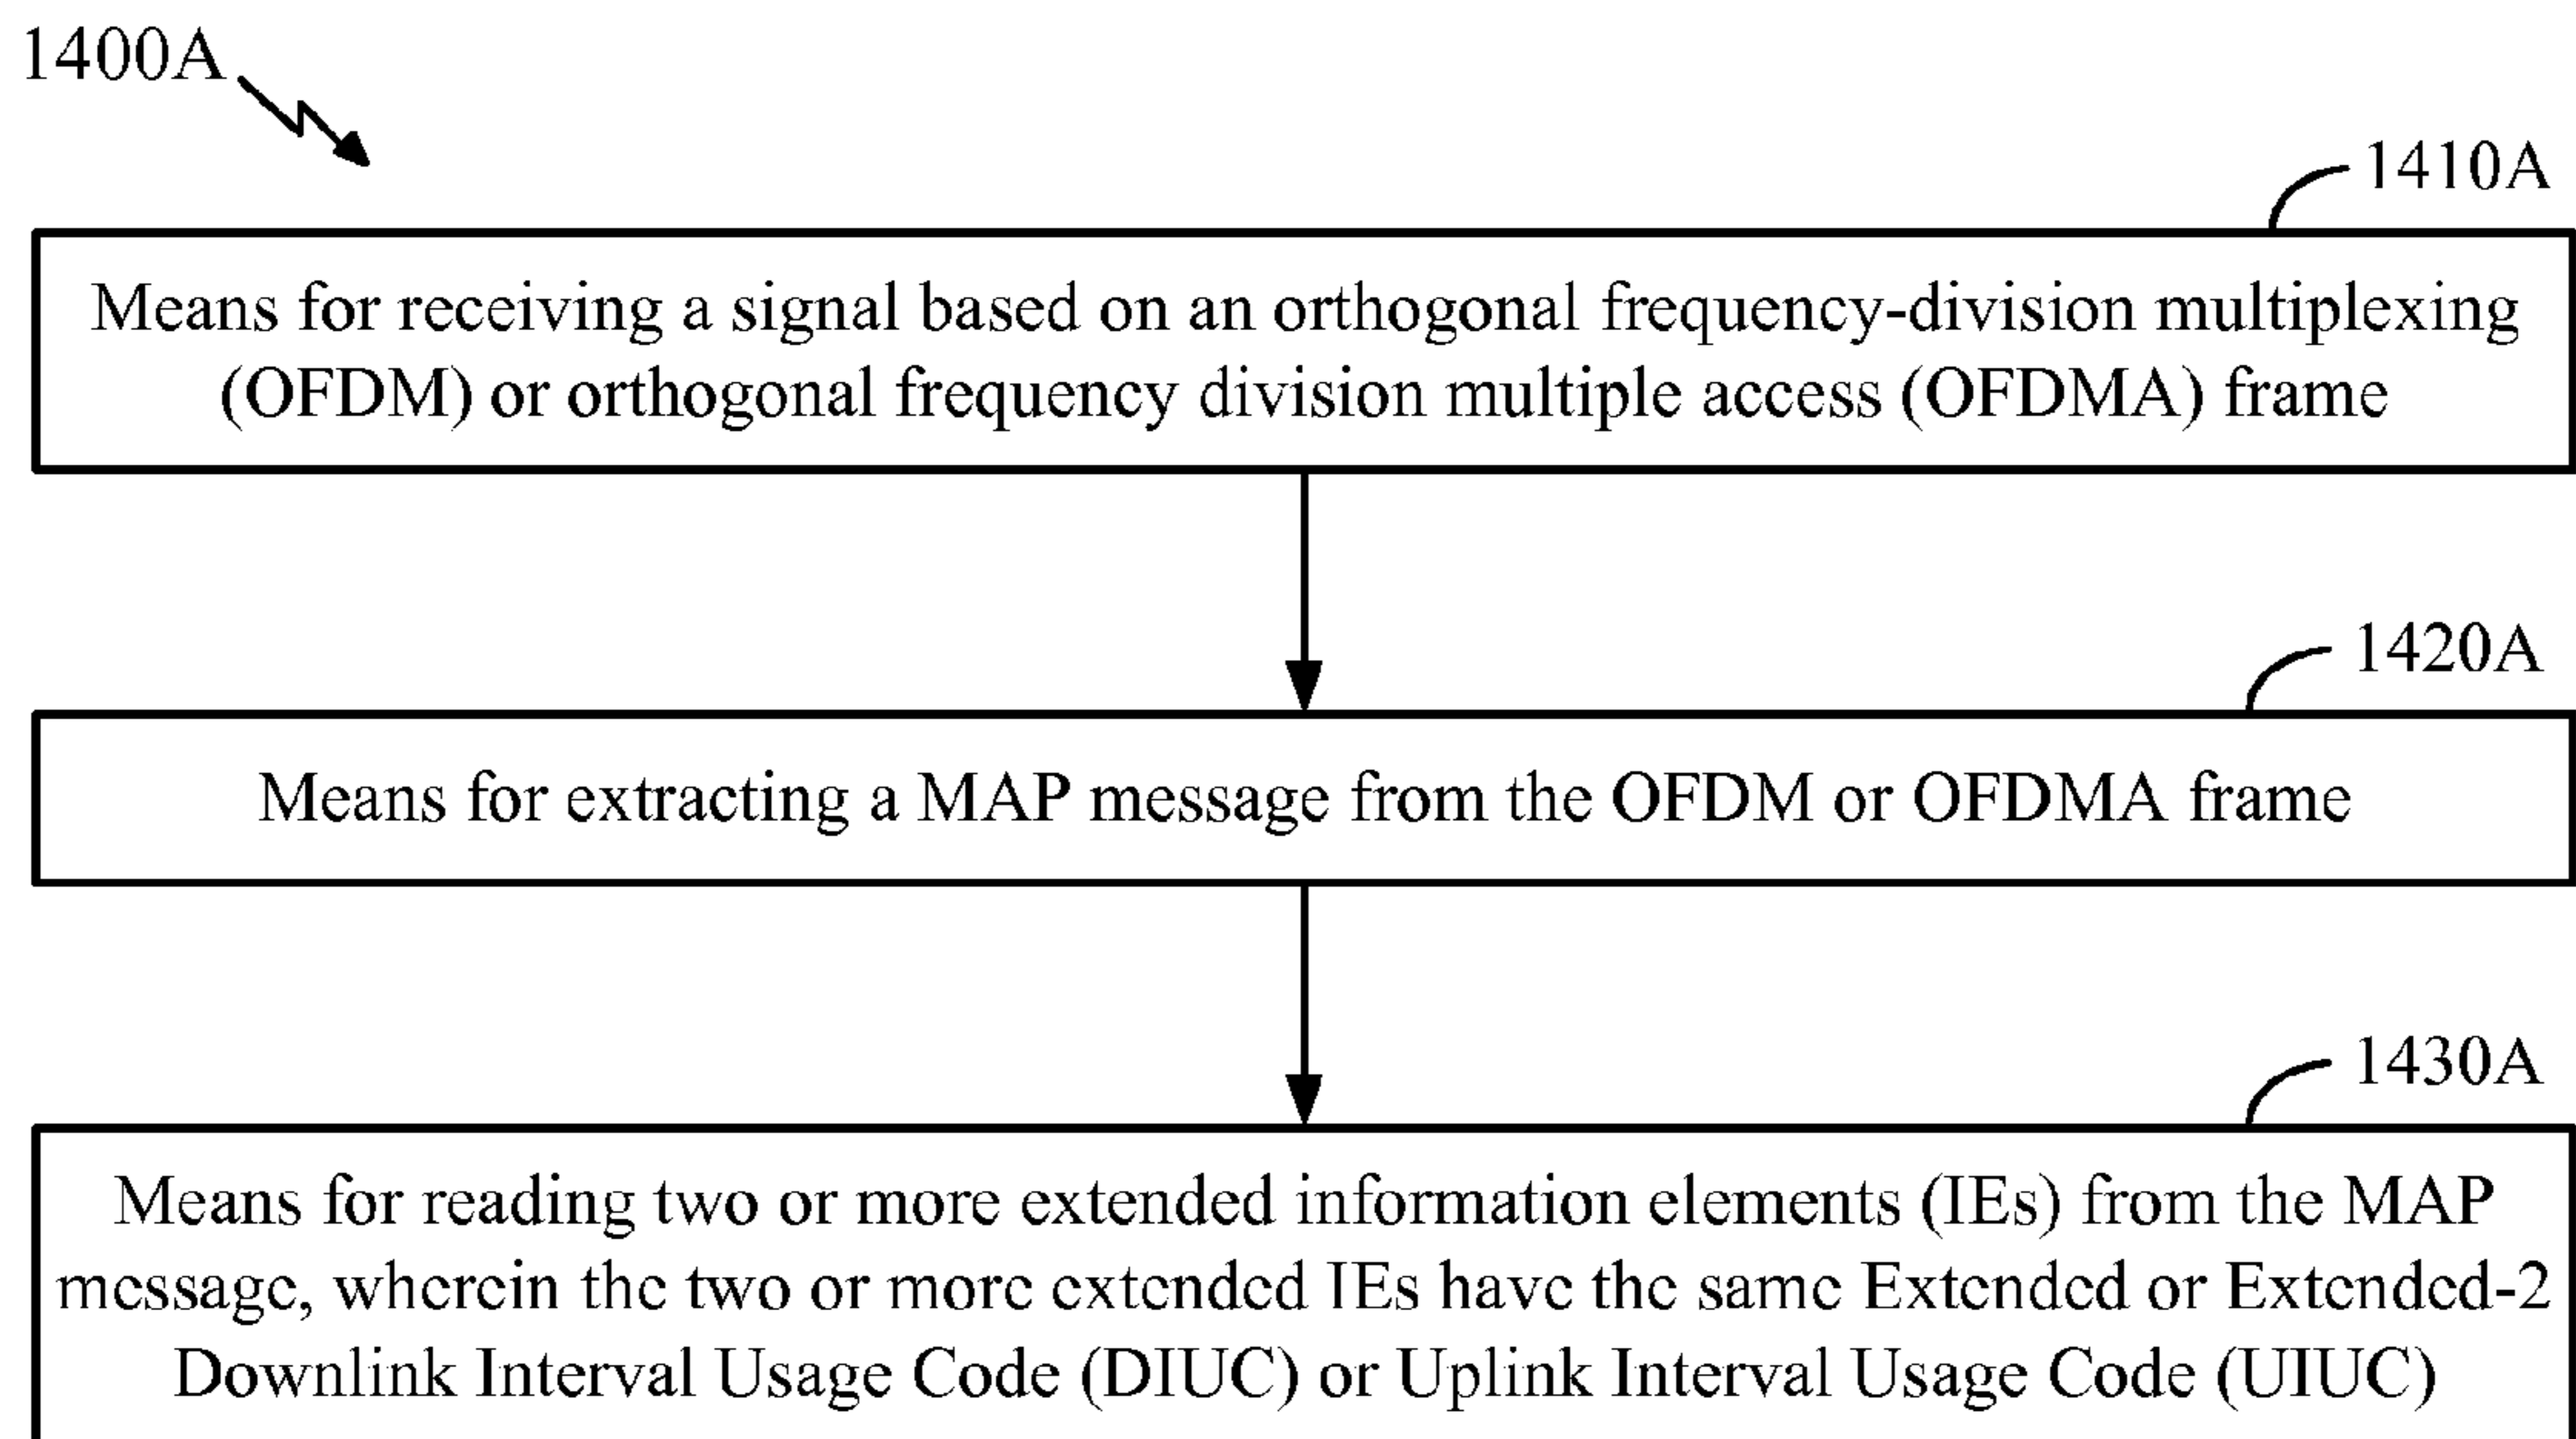 1400A
1410A
Means for receiving a signal based on an orthogonal frequency-division multiplexing
(OFDM) or orthogonal frequency division multiple access (OFDMA) frame
1420A
Means for extracting a MAP message from the OFDM or OFDMA frame
1430A
Means for reading two or more extended information elements (IEs) from the MAP
message, wherein the two or more extended IEs have the same Extended or Extended-2
Downlink Interval Usage Code (DIUC) or Uplink Interval Usage Code (UIUC)